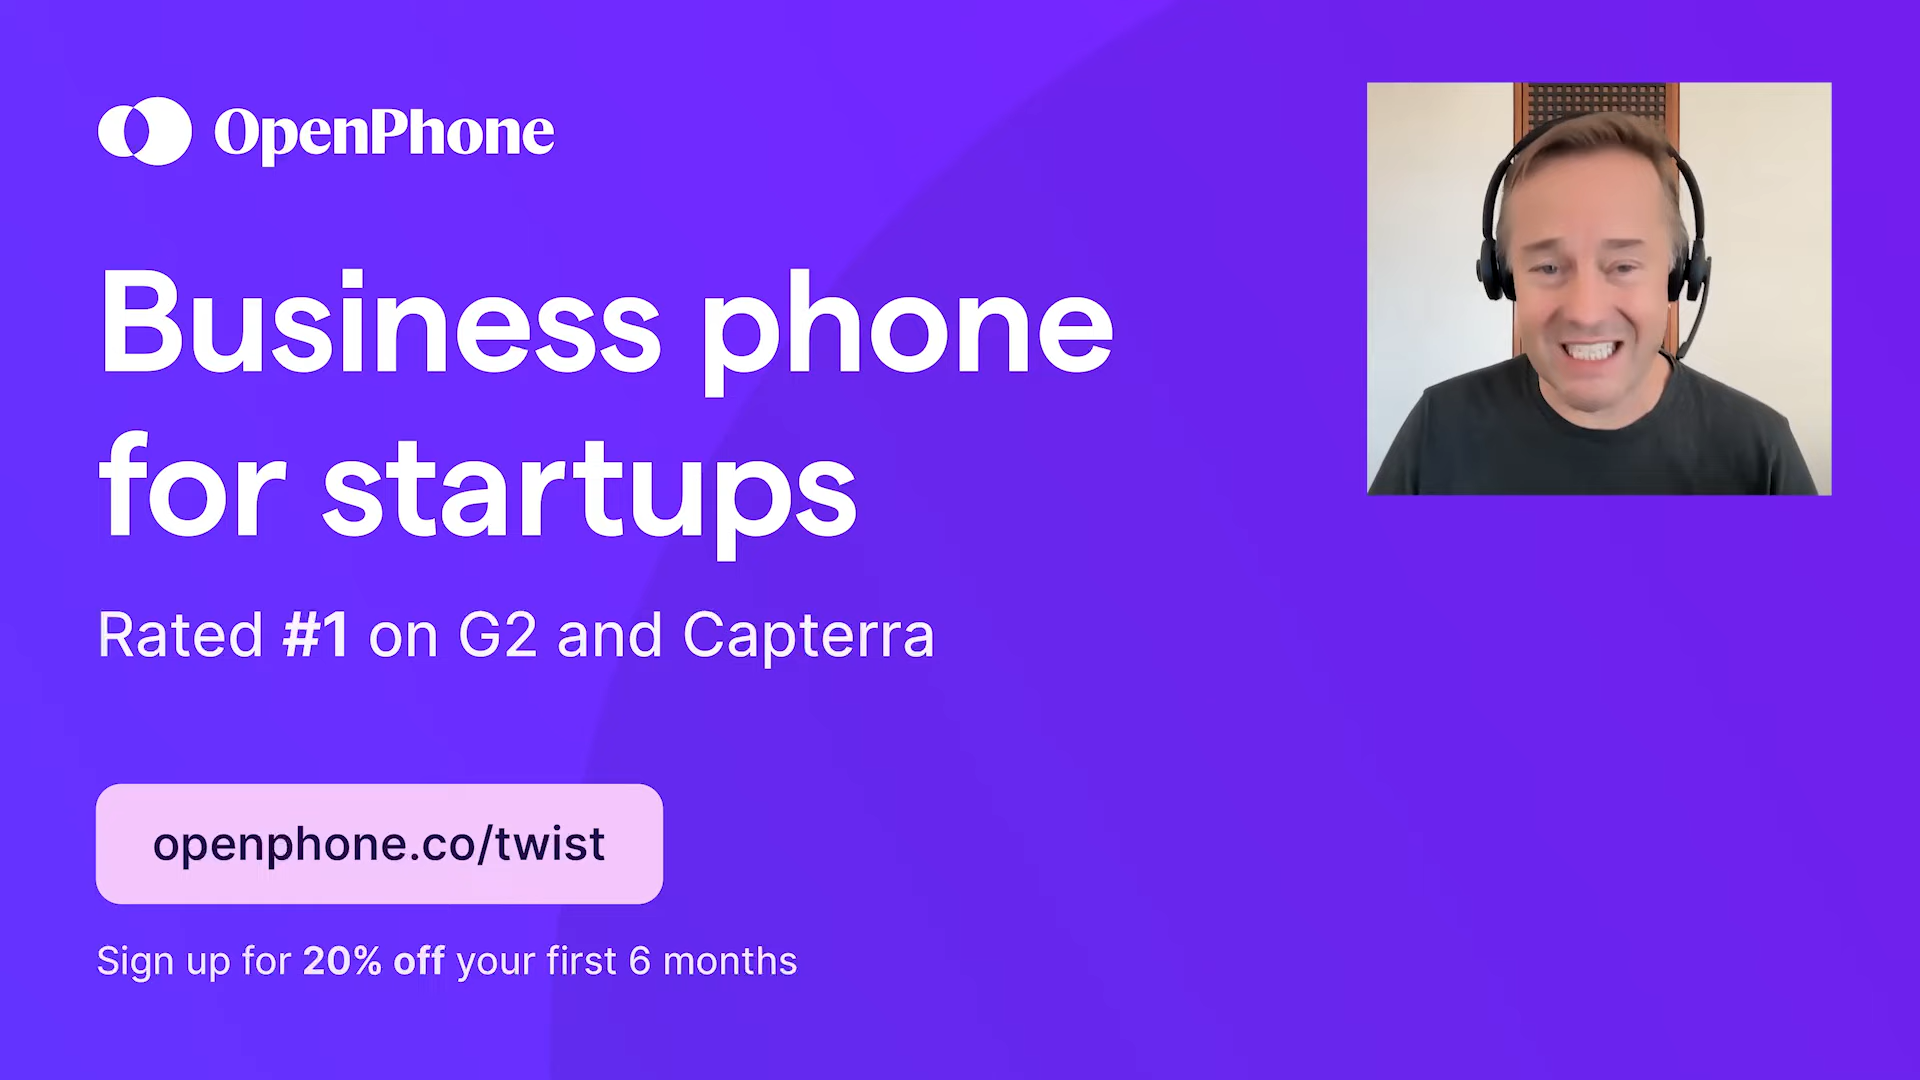 OpenPhone
Business phone
for startups
Rated #1 on G2 and Capterra
openphone.co/twist
Sign up for 20% off your first 6 months